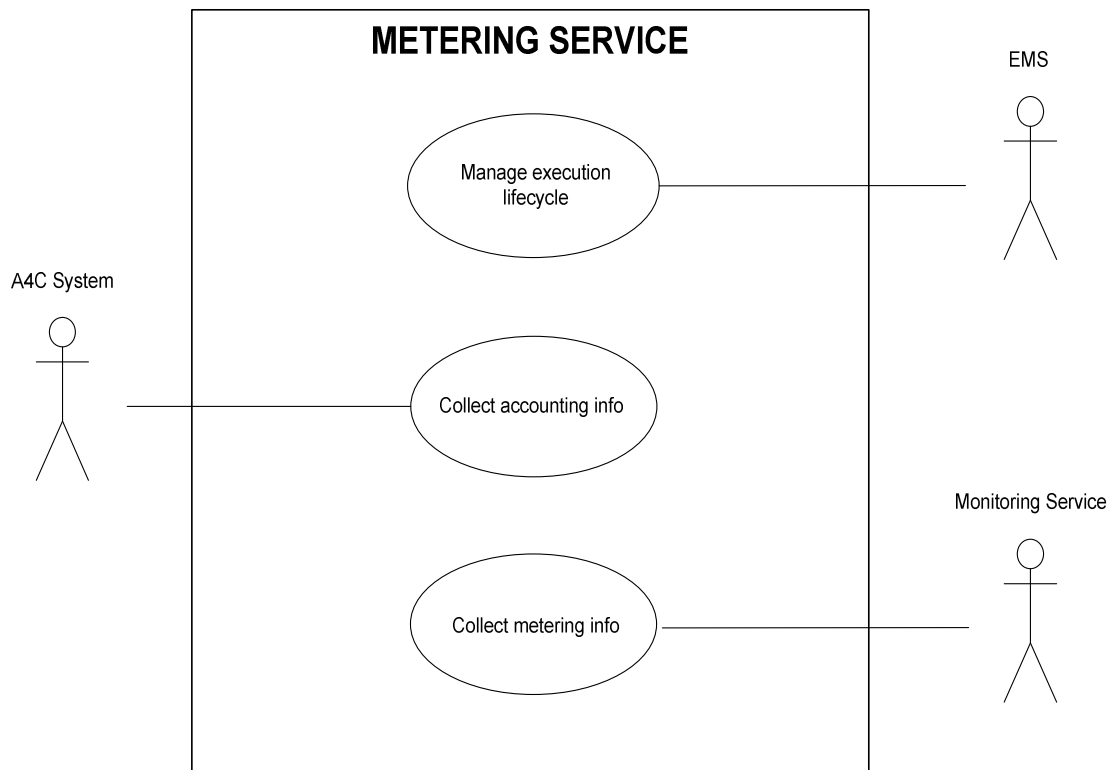 METERING SERVICE
EMS
Manage execution
lifecycle
A4C System
Collect accounting info
Monitoring Service
Collect metering info